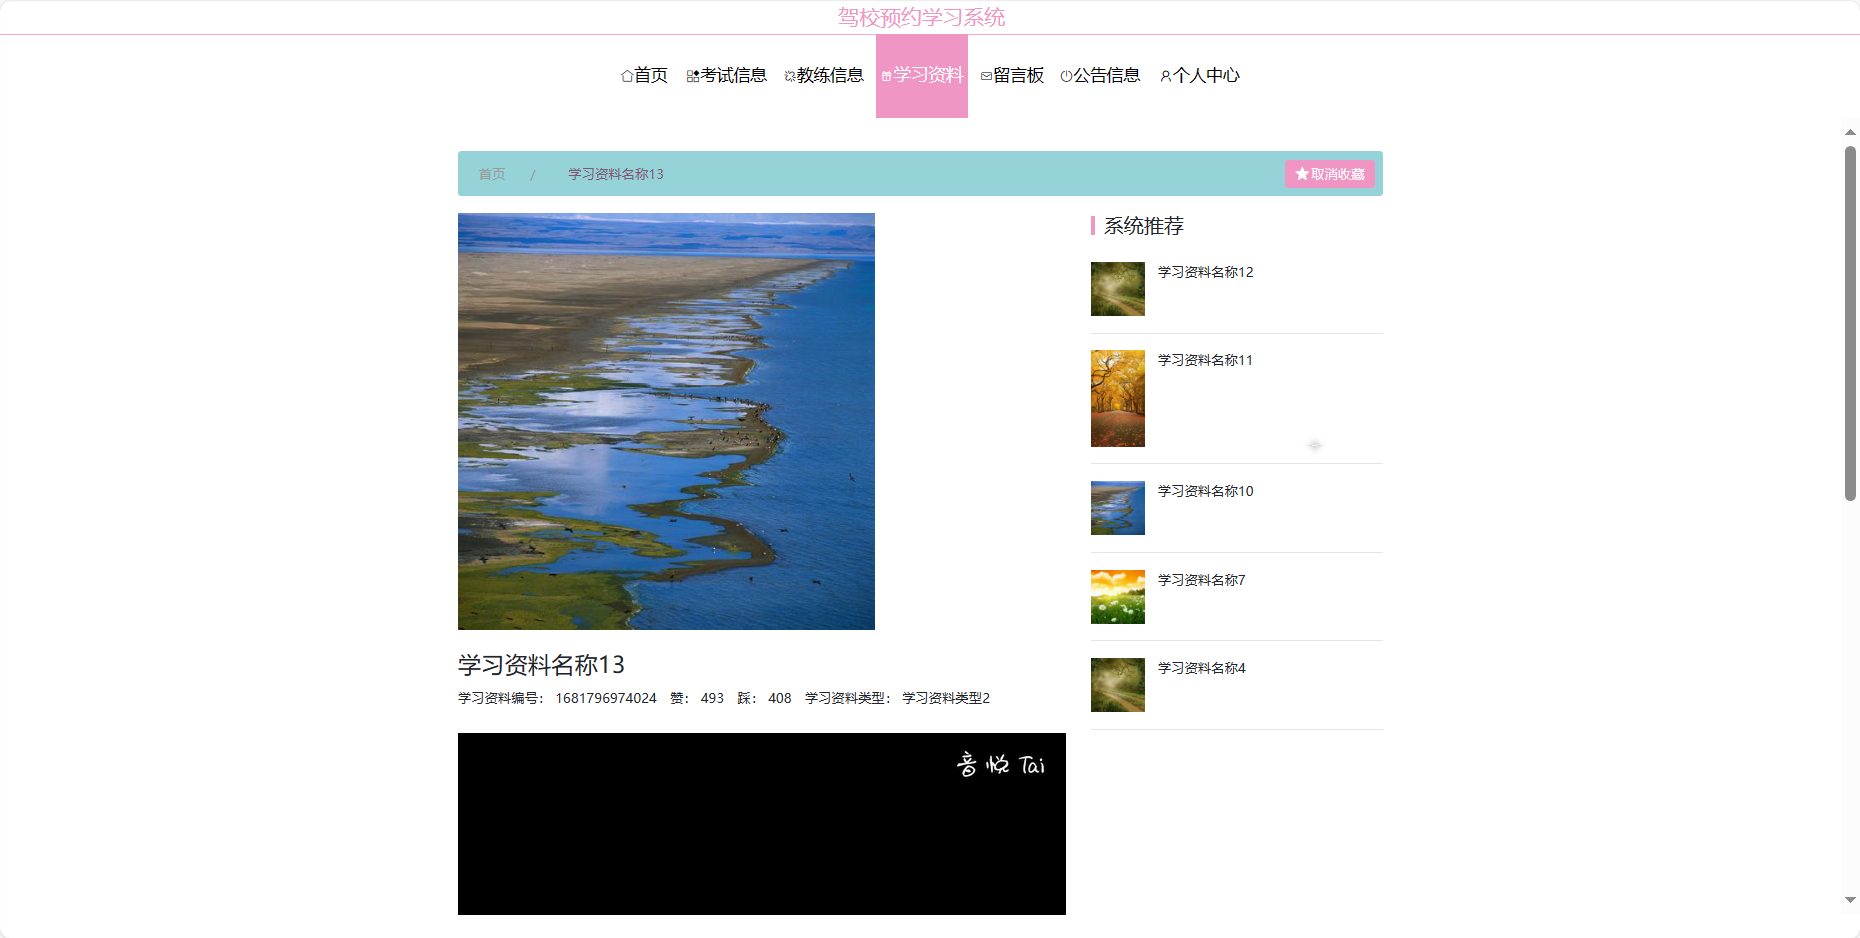 驾校预约学习系统
首页 考试信息 教练信息 学习资料 留言板 公告信息 个人中心
首页 / 学习资料名称13 取消收藏
系统推荐
学习资料名称12
学习资料名称11
学习资料名称10
学习资料名称7
学习资料名称4
学习资料名称13
学习资料编号： 1681796974024 赞： 493 踩： 408 学习资料类型： 学习资料类型2
音悦Tai